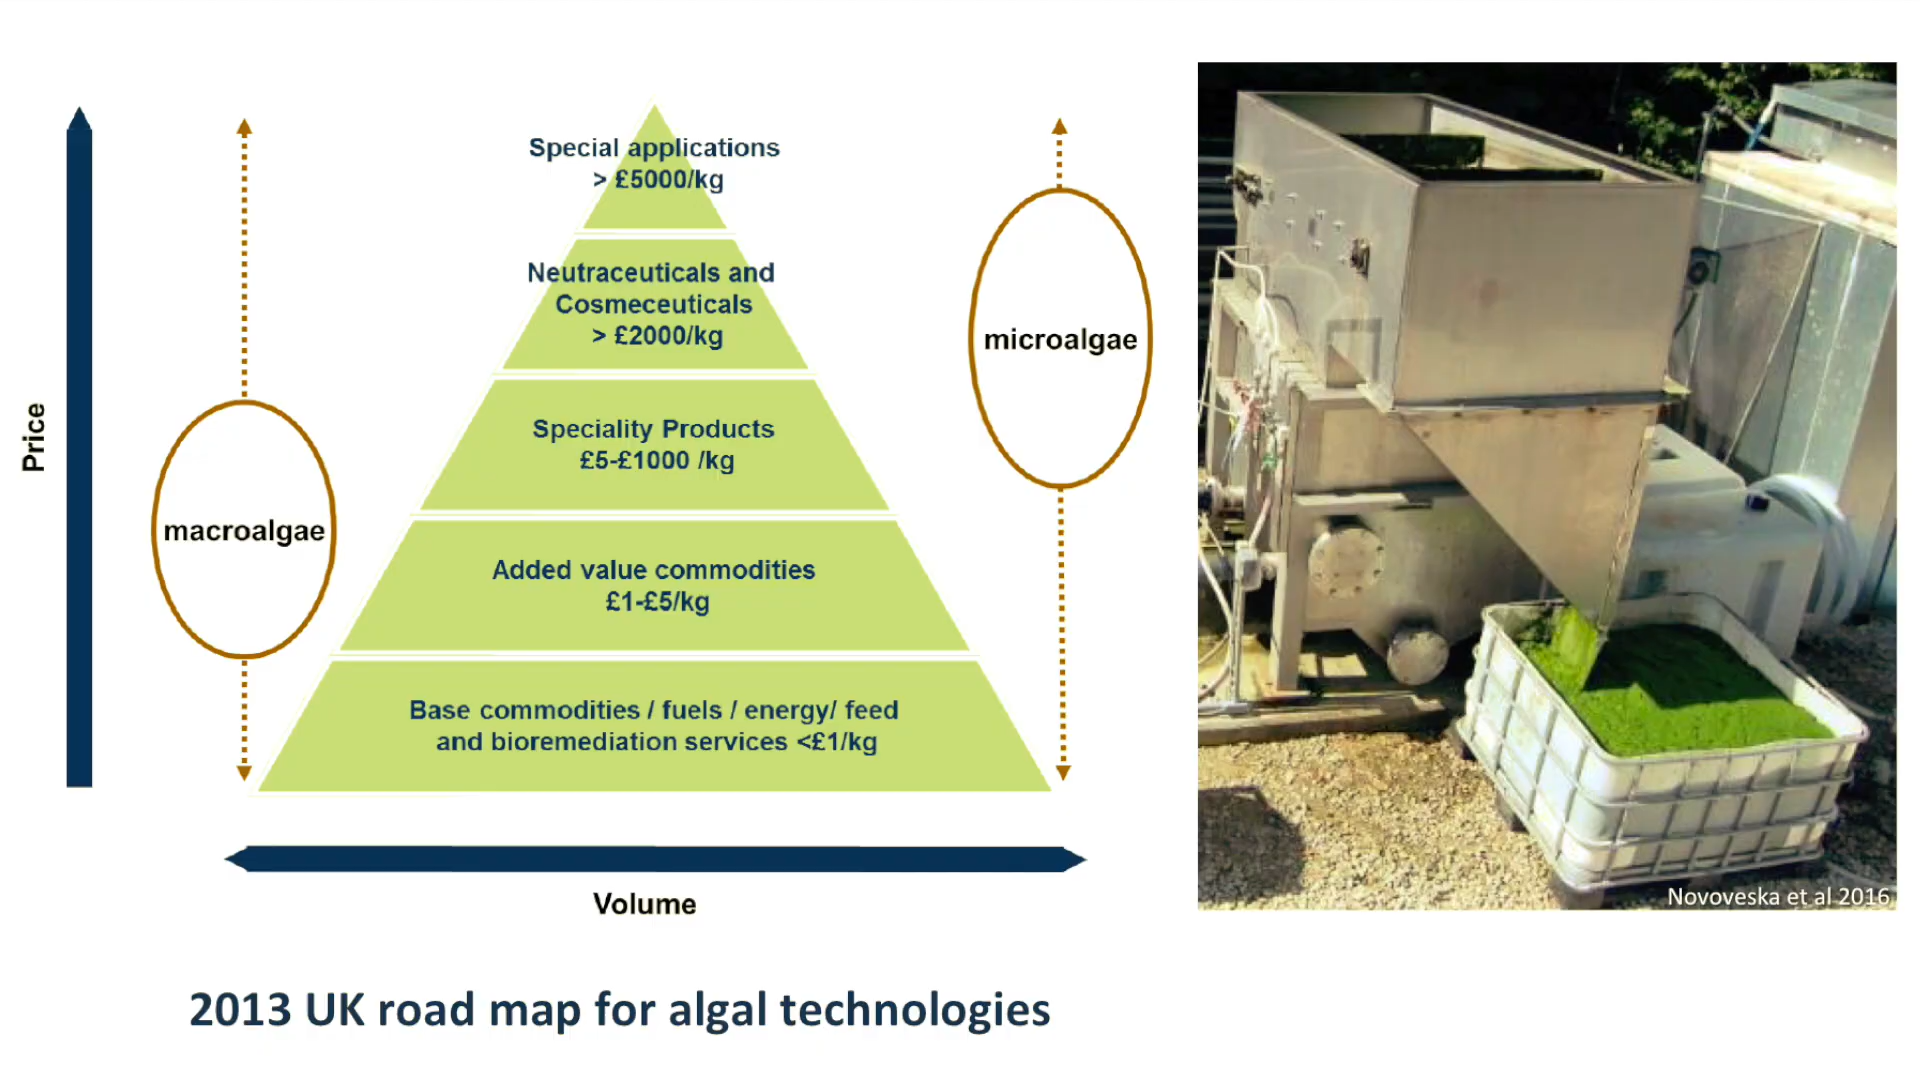 Price
macroalgae
Special applications
> £5000/kg
Neutraceuticals and
Cosmeceuticals
> £2000/kg
Speciality Products
£5-£1000 /kg
Added value commodities
£1-£5/kg
Base commodities / fuels / energy/ feed
and bioremediation services <£1/kg
microalgae
Volume
Novoveska et al 2016
2013 UK road map for algal technologies